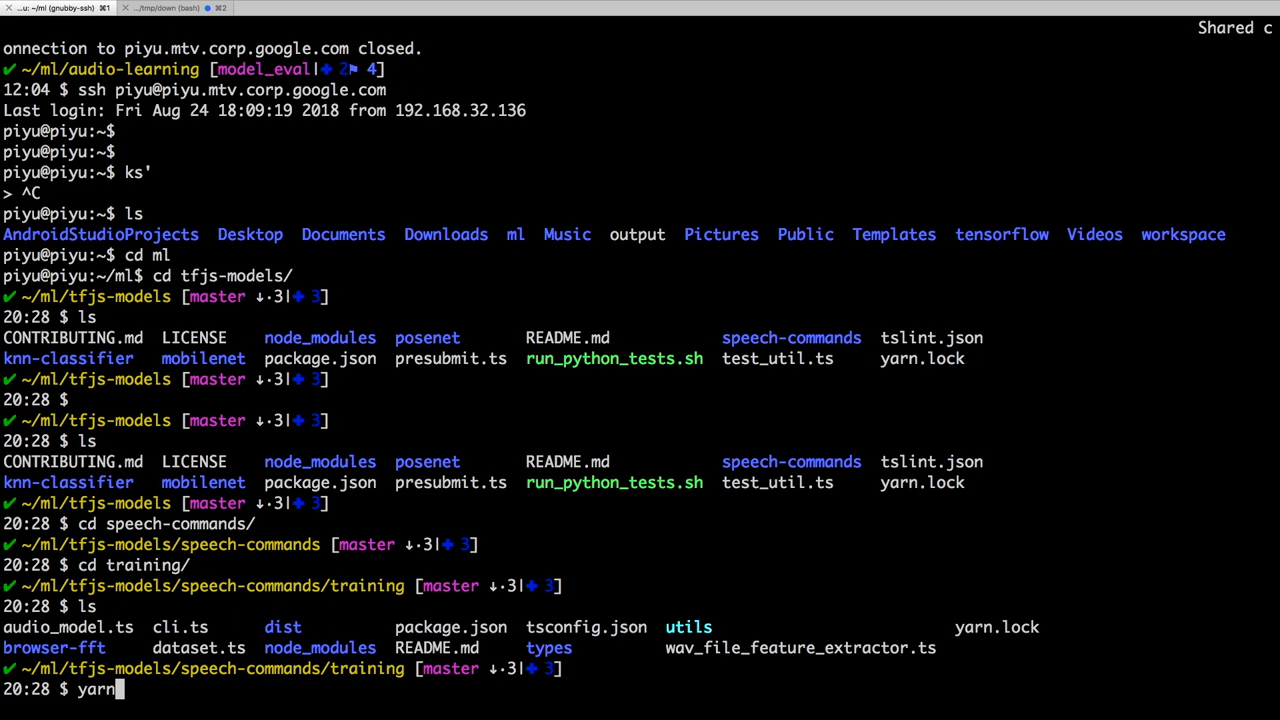 ...u: ~/ml (gnubby-ssh) ⌘1 .../tmp/down (bash) ⌘2
Shared c
onnection to piyu.mtv.corp.google.com closed.
✔ ~/ml/audio-learning [model_eval|✚ 2⚑ 4]
12:04 $ ssh piyu@piyu.mtv.corp.google.com
Last login: Fri Aug 24 18:09:19 2018 from 192.168.32.136
piyu@piyu:~$
piyu@piyu:~$
piyu@piyu:~$ ks'
> ^C
piyu@piyu:~$ ls
AndroidStudioProjects Desktop Documents Downloads ml Music output Pictures Public Templates tensorflow Videos workspace
piyu@piyu:~$ cd ml
piyu@piyu:~/ml$ cd tfjs-models/
✔ ~/ml/tfjs-models [master ↓·3|✚ 3]
20:28 $ ls
CONTRIBUTING.md LICENSE node_modules posenet README.md speech-commands tslint.json
knn-classifier mobilenet package.json presubmit.ts run_python_tests.sh test_util.ts yarn.lock
✔ ~/ml/tfjs-models [master ↓·3|✚ 3]
20:28 $
✔ ~/ml/tfjs-models [master ↓·3|✚ 3]
20:28 $ ls
CONTRIBUTING.md LICENSE node_modules posenet README.md speech-commands tslint.json
knn-classifier mobilenet package.json presubmit.ts run_python_tests.sh test_util.ts yarn.lock
✔ ~/ml/tfjs-models [master ↓·3|✚ 3]
20:28 $ cd speech-commands/
✔ ~/ml/tfjs-models/speech-commands [master ↓·3|✚ 3]
20:28 $ cd training/
✔ ~/ml/tfjs-models/speech-commands/training [master ↓·3|✚ 3]
20:28 $ ls
audio_model.ts cli.ts dist package.json tsconfig.json utils yarn.lock
browser-fft dataset.ts node_modules README.md types wav_file_feature_extractor.ts
✔ ~/ml/tfjs-models/speech-commands/training [master ↓·3|✚ 3]
20:28 $ yarn